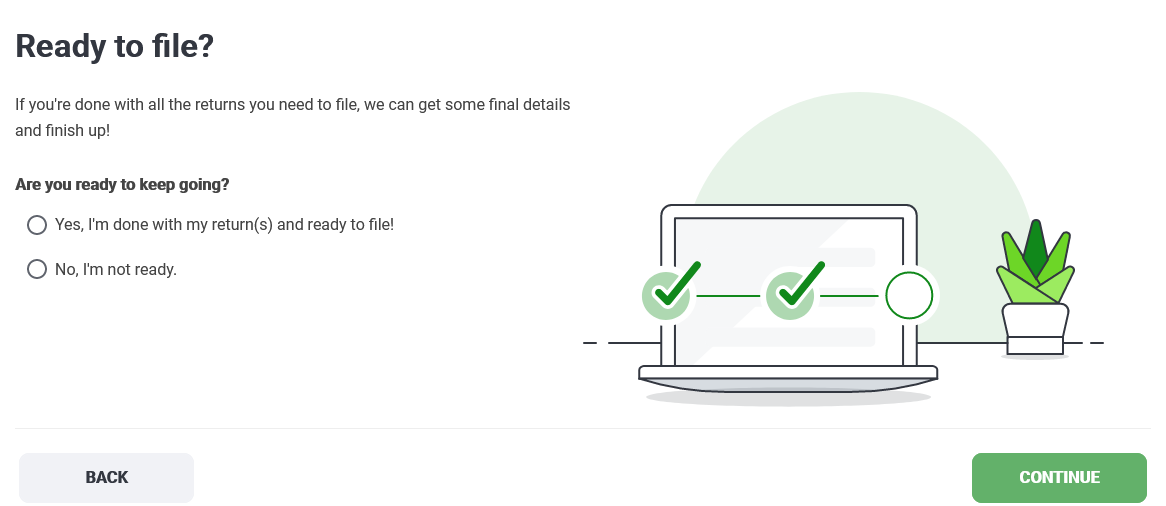 Ready to file?
If you're done with all the returns you need to file, we can get some final details
and finish up!
Are you ready to keep going?
Yes, I'm done with my return(s) and ready to file!
No, I'm not ready.
BACK
CONTINUE